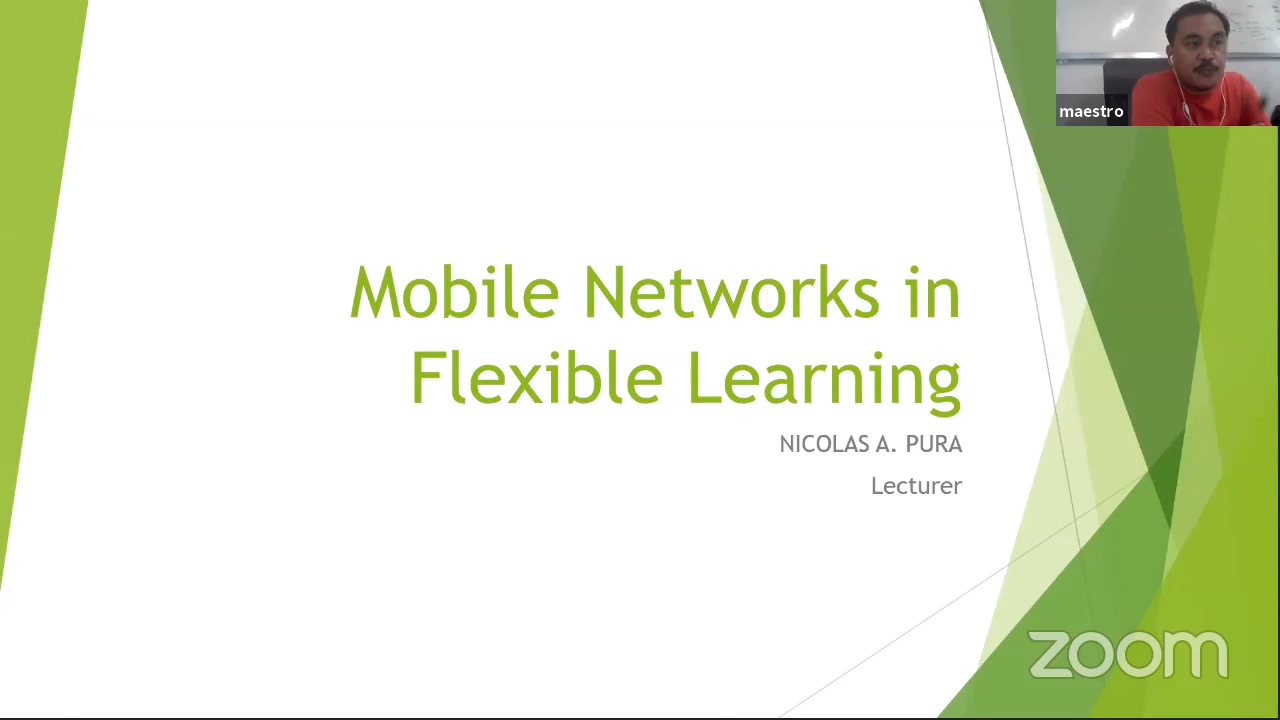 maestro
Mobile Networks in
Flexible Learning
NICOLAS A. PURA
Lecturer
zoom